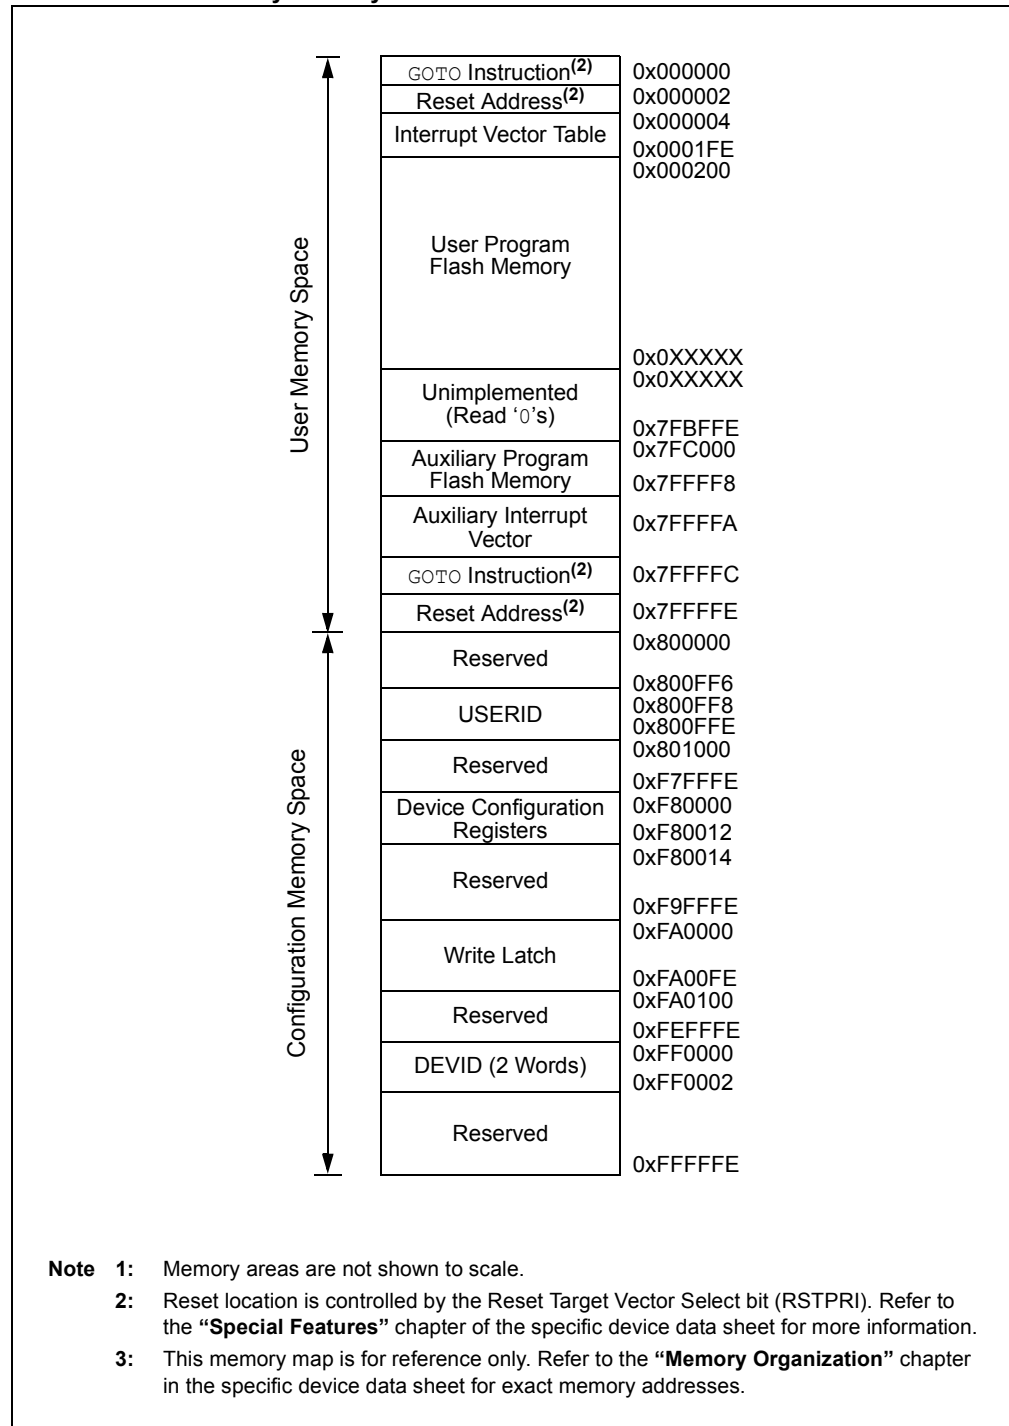 GOTO Instruction(2) 0x000000
Reset Address(2) 0x000002
0x000004
Interrupt Vector Table
0x0001FE
0x000200
User Program
Flash Memory
0x0XXXXX
0x0XXXXX
Unimplemented
(Read ‘0’s)
0x7FBFFE
0x7FC000
Auxiliary Program
Flash Memory 0x7FFFF8
Auxiliary Interrupt
Vector
0x7FFFFA
GOTO Instruction(2) 0x7FFFFC
Reset Address(2) 0x7FFFFE
User Memory Space
0x800000
Reserved
0x800FF6
0x800FF8
USERID
0x800FFE
0x801000
Reserved
0xF7FFFE
Device Configuration 0xF80000
Registers 0xF80012
0xF80014
Reserved
0xF9FFFE
0xFA0000
Write Latch
0xFA00FE
0xFA0100
Reserved
0xFEFFFE
0xFF0000
DEVID (2 Words)
0xFF0002
Reserved
0xFFFFFE
Configuration Memory Space
Note 1: Memory areas are not shown to scale.
2: Reset location is controlled by the Reset Target Vector Select bit (RSTPRI). Refer to
the “Special Features” chapter of the specific device data sheet for more information.
3: This memory map is for reference only. Refer to the “Memory Organization” chapter
in the specific device data sheet for exact memory addresses.